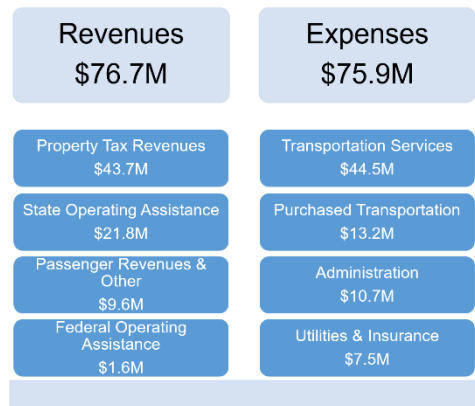 Revenues
$76.7M
Property Tax Revenues
$43.7M
State Operating Assistance
$21.8M
Passenger Revenues &
Other
$9.6M
Federal Operating
Assistance
$1.6M
Expenses
$75.9M
Transportation Services
$44.5M
Purchased Transportation
$13.2M
Administration
$10.7M
Utilities & Insurance
$7.5M